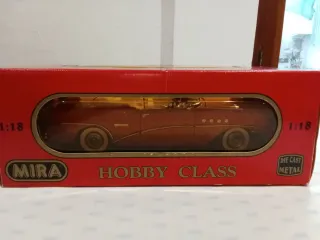 1:18
1:18
MIRA
HOBBY CLASS
DIE CAST
METAL